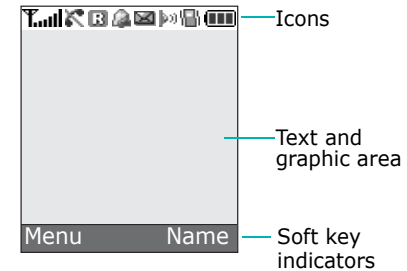 R
Icons
Text and
graphic area
Menu Name
Soft key
indicators